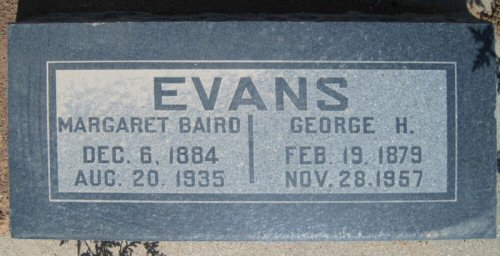 EVANS
MARGARET BAIRD GEORGE H.
DEC. 6, 1884 FEB. 19, 1879
AUG. 20, 1935 NOV. 28, 1957